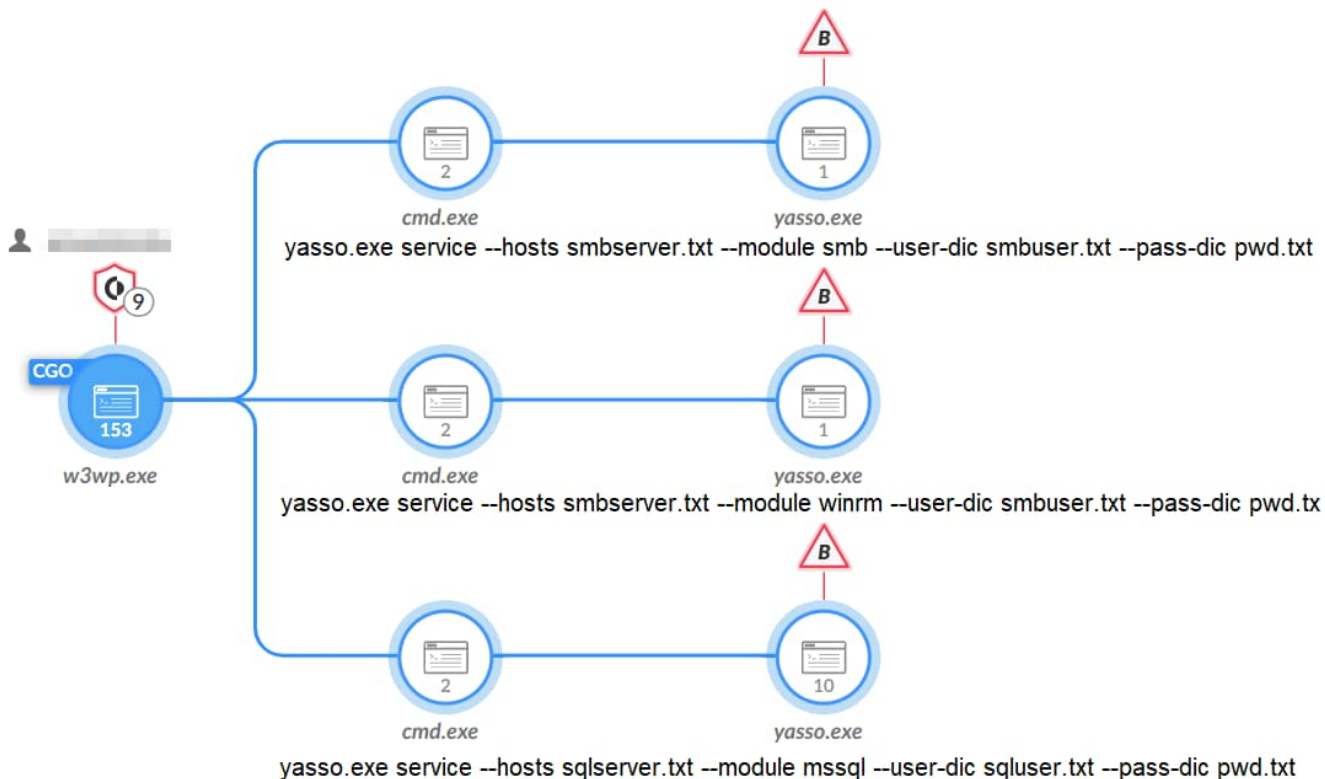 B
2
1
cmd.exe
yasso.exe
yasso.exe service --hosts smbserver.txt --module smb --user-dic smbuser.txt --pass-dic pwd.txt
9
B
CGO
153
2
1
w3wp.exe
cmd.exe
yasso.exe
yasso.exe service --hosts smbserver.txt --module winrm --user-dic smbuser.txt --pass-dic pwd.tx
B
2
10
cmd.exe
yasso.exe
yasso.exe service --hosts sqlserver.txt --module mssql --user-dic sqluser.txt --pass-dic pwd.txt